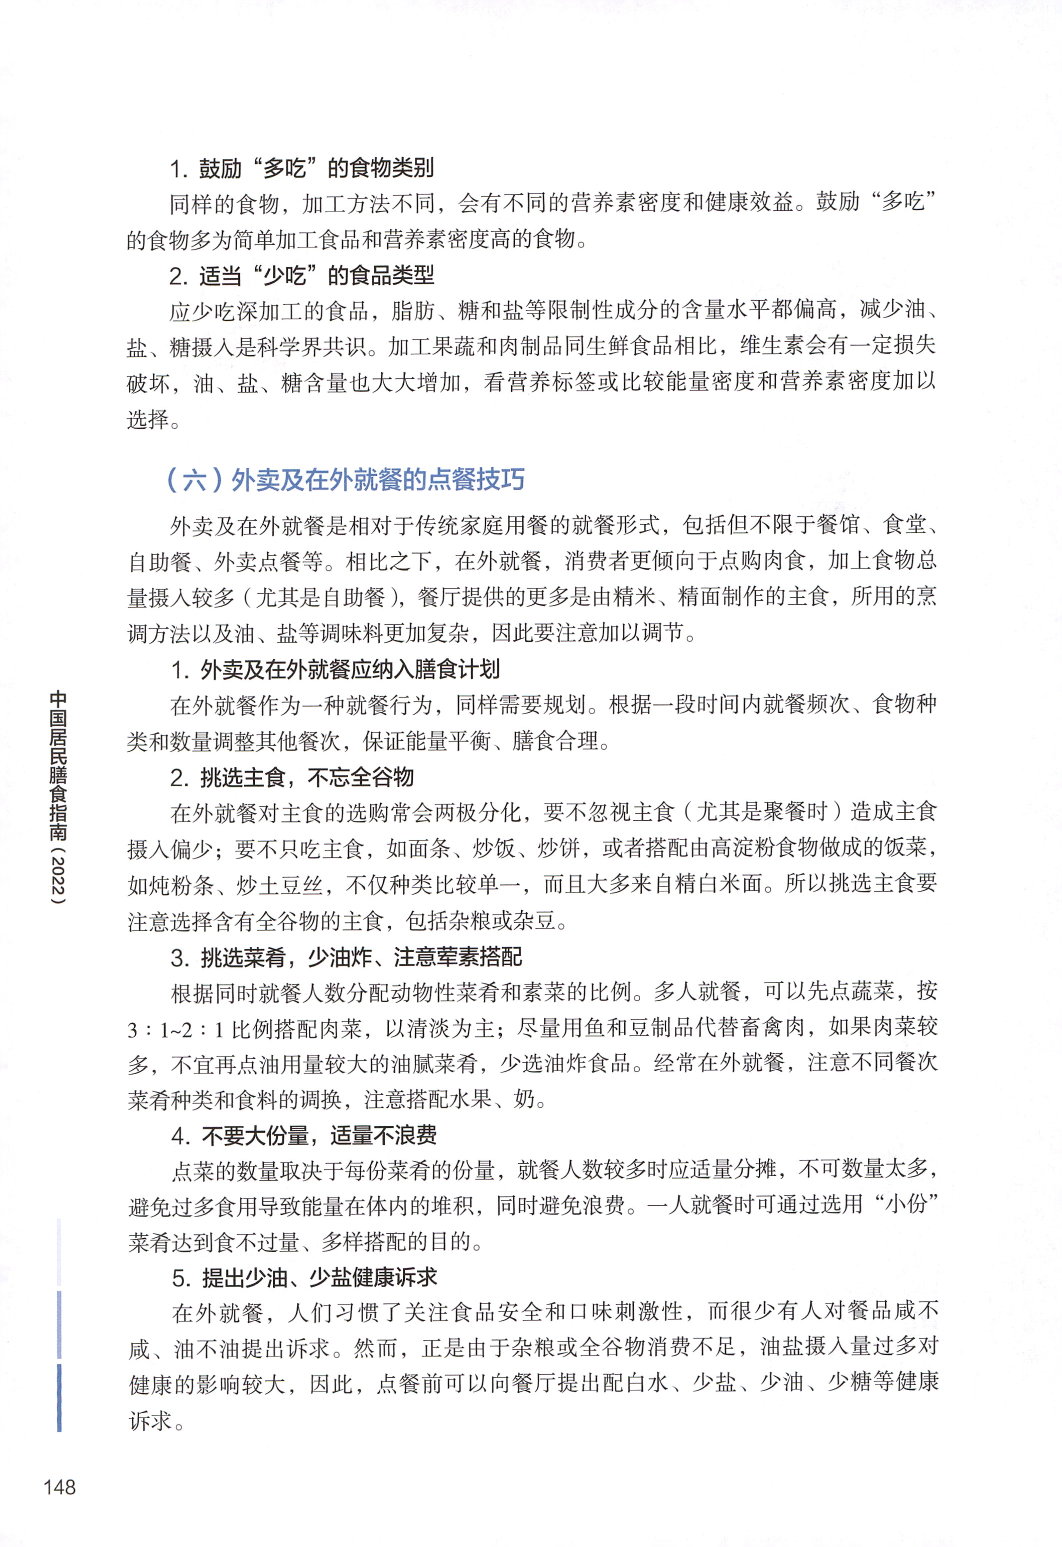 1. 鼓励“多吃”的食物类别
同样的食物，加工方法不同，会有不同的营养素密度和健康效益。鼓励“多吃”
的食物多为简单加工食品和营养素密度高的食物。
2. 适当“少吃”的食品类型
应少吃深加工的食品，脂肪、糖和盐等限制性成分的含量水平都偏高，减少油、
盐、糖摄入是科学界共识。加工果蔬和肉制品同生鲜食品相比，维生素会有一定损失
破坏，油、盐、糖含量也大大增加，看营养标签或比较能量密度和营养素密度加以
选择。
（六）外卖及在外就餐的点餐技巧
外卖及在外就餐是相对于传统家庭用餐的就餐形式，包括但不限于餐馆、食堂、
自助餐、外卖点餐等。相比之下，在外就餐，消费者更倾向于点购肉食，加上食物总
量摄入较多（尤其是自助餐），餐厅提供的更多是由精米、精面制作的主食，所用的烹
调方法以及油、盐等调味料更加复杂，因此要注意加以调节。
1. 外卖及在外就餐应纳入膳食计划
在外就餐作为一种就餐行为，同样需要规划。根据一段时间内就餐频次、食物种
类和数量调整其他餐次，保证能量平衡、膳食合理。
2. 挑选主食，不忘全谷物
在外就餐对主食的选购常会两极分化，要不忽视主食（尤其是聚餐时）造成主食
摄入偏少；要不只吃主食，如面条、炒饭、炒饼，或者搭配由高淀粉食物做成的饭菜，
如炖粉条、炒土豆丝，不仅种类比较单一，而且大多来自精白米面。所以挑选主食要
注意选择含有全谷物的主食，包括杂粮或杂豆。
3. 挑选菜肴，少油炸、注意荤素搭配
根据同时就餐人数分配动物性菜肴和素菜的比例。多人就餐，可以先点蔬菜，按
3：1~2：1比例搭配肉菜，以清淡为主；尽量用鱼和豆制品代替畜禽肉，如果肉菜较
多，不宜再点油用量较大的油腻菜肴，少选油炸食品。经常在外就餐，注意不同餐次
菜肴种类和食料的调换，注意搭配水果、奶。
4. 不要大份量，适量不浪费
点菜的数量取决于每份菜肴的份量，就餐人数较多时应适量分摊，不可数量太多，
避免过多食用导致能量在体内的堆积，同时避免浪费。一人就餐时可通过选用“小份”
菜肴达到食不过量、多样搭配的目的。
5. 提出少油、少盐健康诉求
在外就餐，人们习惯了关注食品安全和口味刺激性，而很少有人对餐品咸不
咸、油不油提出诉求。然而，正是由于杂粮或全谷物消费不足，油盐摄入量过多对
健康的影响较大，因此，点餐前可以向餐厅提出配白水、少盐、少油、少糖等健康
诉求。
中国居民膳食指南（2022）
148